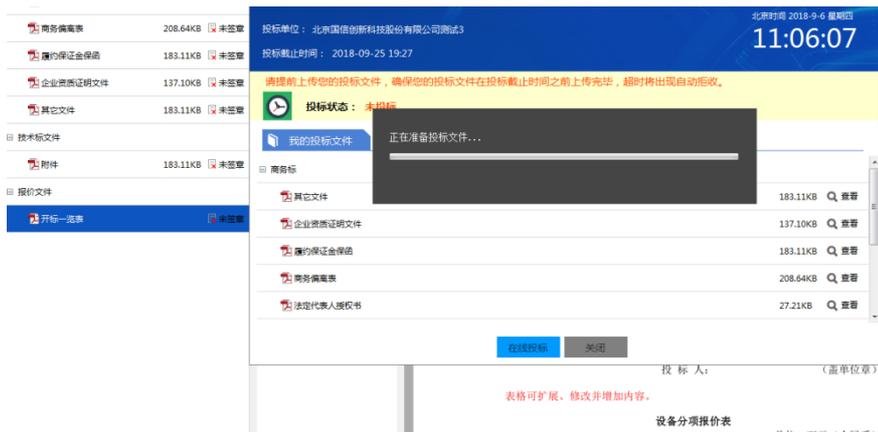 商务偏离表 208.64KB 未签章
履约保证金保函 183.11KB 未签章
企业资质证明文件 137.10KB 未签章
其它文件 183.11KB 未签章
技术标文件
附件 183.11KB 未签章
报价文件
开标一览表 未签章
投标单位： 北京国信创新科技股份有限公司测试3
投标截止时间： 2018-09-25 19:27
北京时间 2018-9-6 星期四
11:06:07
请提前上传您的投标文件，确保您的投标文件在投标截止时间之前上传完毕，超时将出现自动拒收。
投标状态： 未投标
我的投标文件
正在准备投标文件...
商务标
其它文件 183.11KB 查看
企业资质证明文件 137.10KB 查看
履约保证金保函 183.11KB 查看
商务偏离表 208.64KB 查看
法定代表人授权书 27.21KB 查看
在线投标 关闭
投 标 人： （盖单位章）
表格可扩展、修改并增加内容。
设备分项报价表